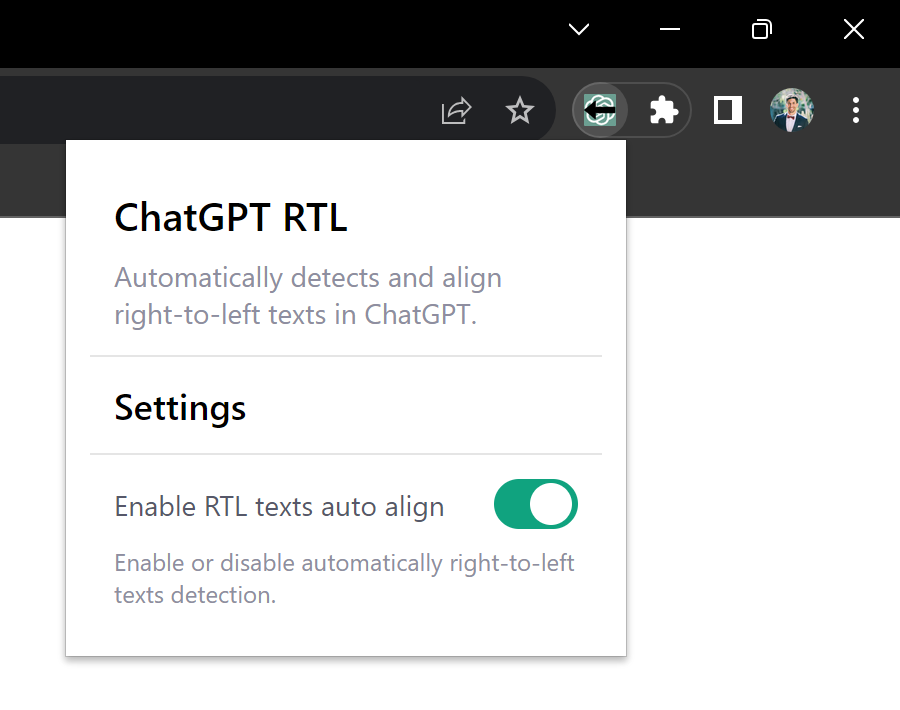 ChatGPT RTL
Automatically detects and align
right-to-left texts in ChatGPT.
Settings
Enable RTL texts auto align
Enable or disable automatically right-to-left
texts detection.